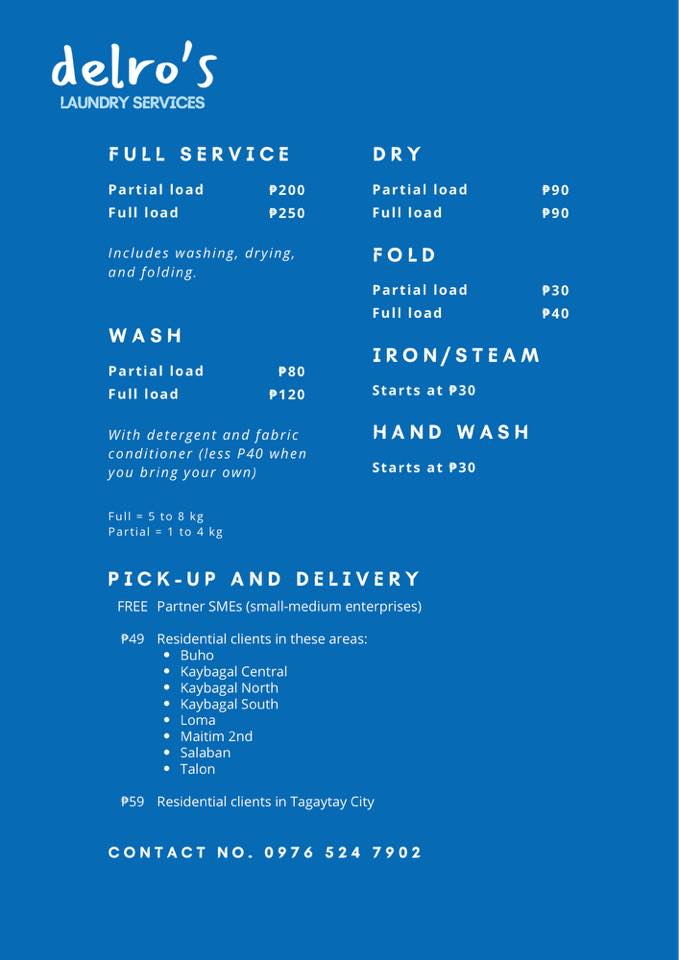 delro's
LAUNDRY SERVICES
FULL SERVICE
Partial load ₱200
Full load ₱250
Includes washing, drying,
and folding.
WASH
Partial load ₱80
Full load ₱120
With detergent and fabric
conditioner (less P40 when
you bring your own)
Full = 5 to 8 kg
Partial = 1 to 4 kg
DRY
Partial load ₱90
Full load ₱90
FOLD
Partial load ₱30
Full load ₱40
IRON/STEAM
Starts at ₱30
HAND WASH
Starts at ₱30
PICK-UP AND DELIVERY
FREE Partner SMEs (small-medium enterprises)
₱49 Residential clients in these areas:
• Buho
• Kaybagal Central
• Kaybagal North
• Kaybagal South
• Loma
• Maitim 2nd
• Salaban
• Talon
₱59 Residential clients in Tagaytay City
CONTACT NO. 0976 524 7902